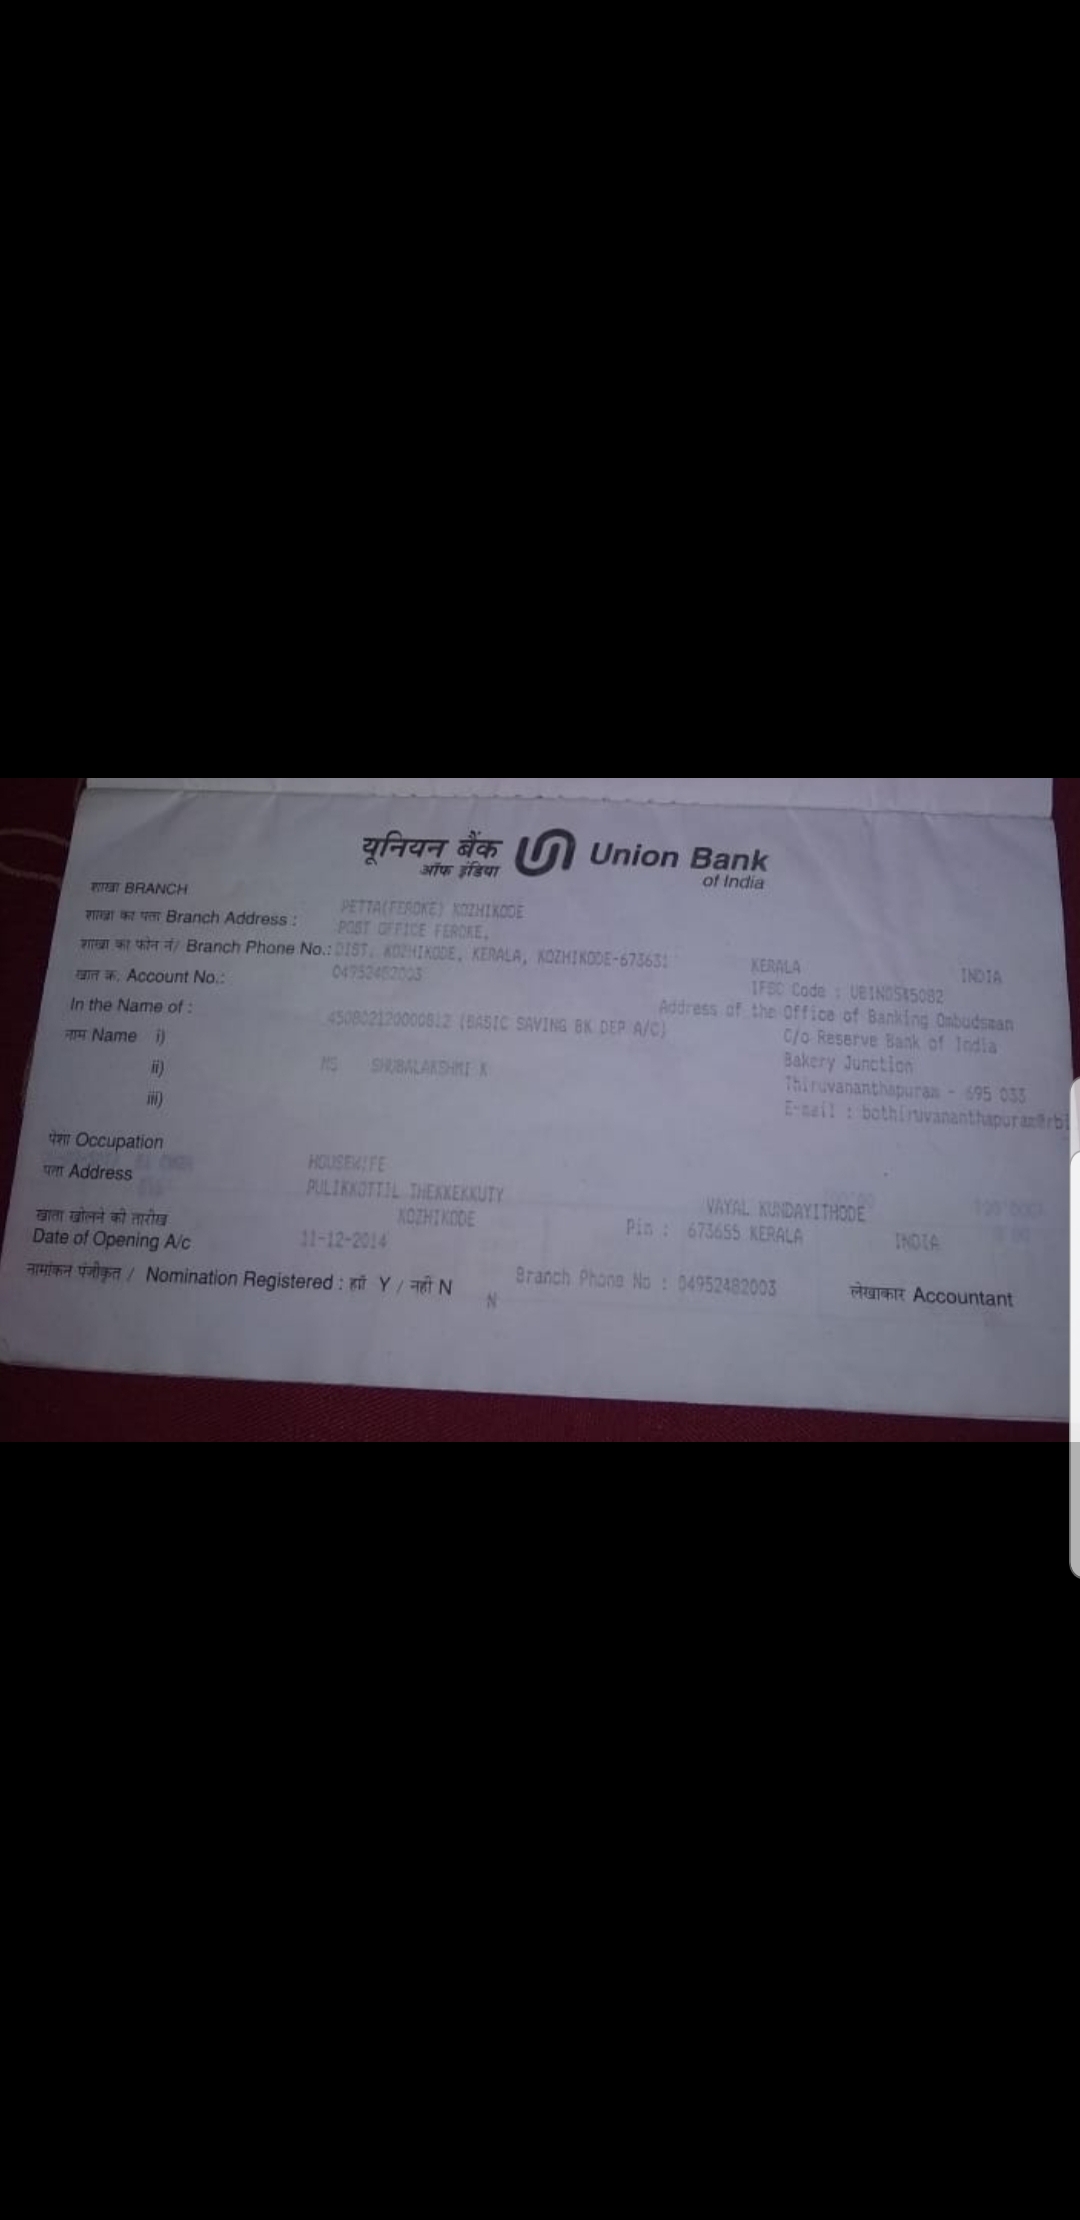 यूनियन बैंक Union Bank
ऑफ इंडिया of India
शाखा BRANCH
PETTA(FEROKE) KOZHIKODE
शाखा का पता Branch Address :
POST OFFICE FEROKE,
शाखा का फोन नं/ Branch Phone No.: DIST. KOZHIKODE, KERALA, KOZHIKODE-673631 KERALA INDIA
खात क्र. Account No.: 04952482003 IFSC Code :
In the Name of : Address of the Office of Banking Ombudsman
450802120000812 (BASIC SAVING BK DEP A/C) C/o Reserve Bank of India
नाम Name i) Bakery Junction
ii) MS SHUBALAKSHMI K Thiruvananthapuram - 695 033
iii) E-mail : bothiruvananthapuram@rbi
पेशा Occupation HOUSEWIFE
पता Address PULIKKOTTIL THEKKEKKUTY VAYAL KUNDAYITHODE
KOZHIKODE Pin : 673655 KERALA INDIA
खाता खोलने की तारीख
Date of Opening A/c 11-12-2014
नामांकन पंजीकृत / Nomination Registered : हाँ Y / नहीं N Branch Phone No : 04952482003 लेखाकार Accountant
N